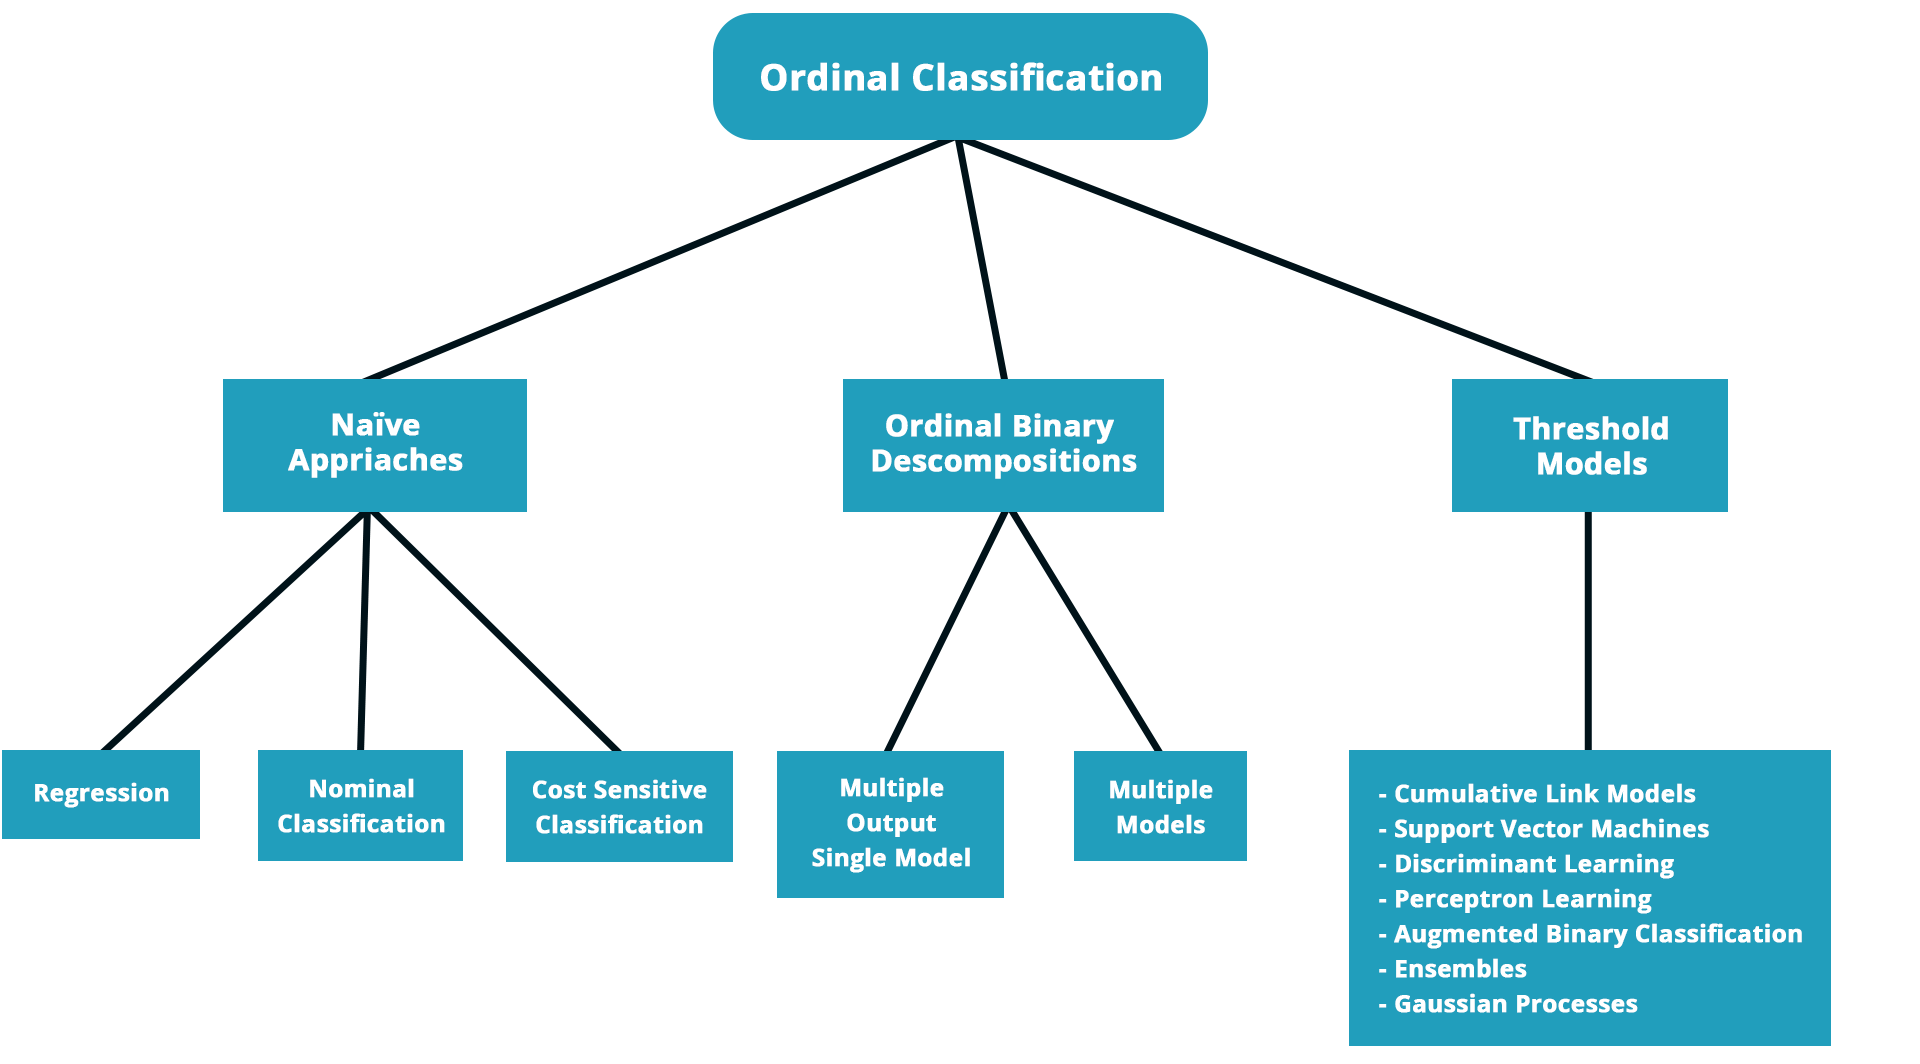 Ordinal Classification
Naïve
Appriaches
Ordinal Binary
Descompositions
Threshold
Models
Regression
Nominal
Classification
Cost Sensitive
Classification
Multiple
Output
Single Model
Multiple
Models
- Cumulative Link Models
- Support Vector Machines
- Discriminant Learning
- Perceptron Learning
- Augmented Binary Classification
- Ensembles
- Gaussian Processes